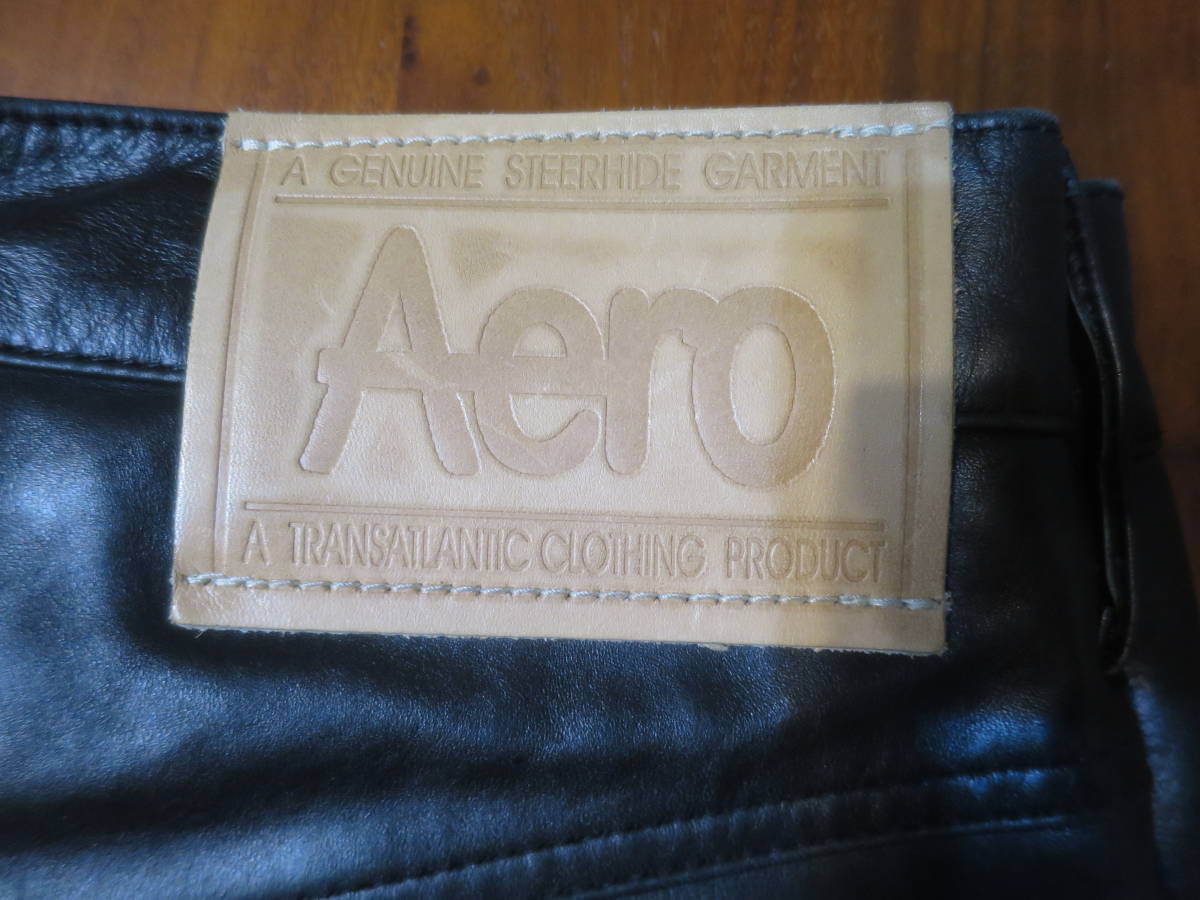 A GENUINE STEERHIDE GARMENT
Aero
A TRANSATLANTIC CLOTHING PRODUCT